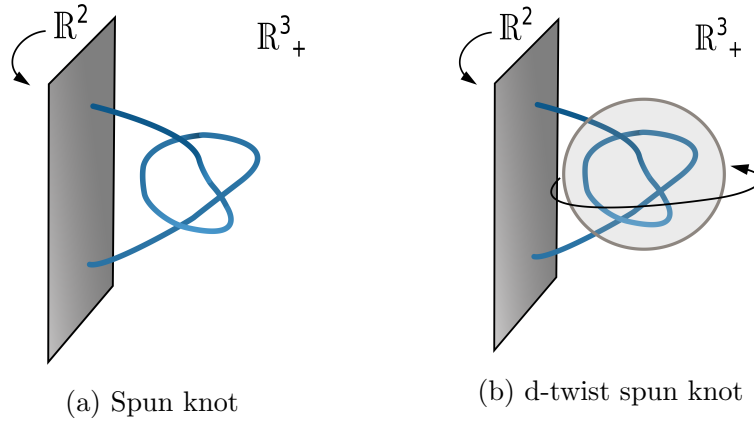 ℝ²
ℝ³₊
(a) Spun knot
ℝ²
ℝ³₊
(b) d-twist spun knot